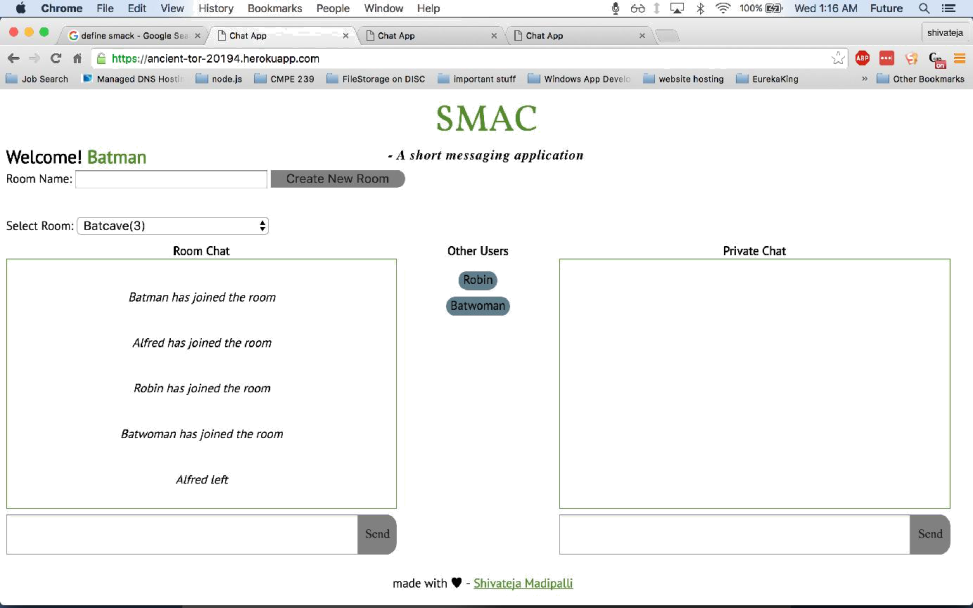 Chrome File Edit View History Bookmarks People Window Help 100% Wed 1:16 AM Future
define smack - Google Sea Chat App Chat App Chat App shivateja
https://ancient-tor-20194.herokuapp.com ABP
Job Search Managed DNS Hostin node.js CMPE 239 FileStorage on DISC important stuff Windows App Develo website hosting EurekaKing » Other Bookmarks
SMAC
- A short messaging application
Welcome! Batman
Room Name: Create New Room
Select Room: Batcave(3)
Room Chat Other Users Private Chat
Robin
Batman has joined the room
Batwoman
Alfred has joined the room
Robin has joined the room
Batwoman has joined the room
Alfred left
Send Send
made with ♥ - Shivateja Madipalli